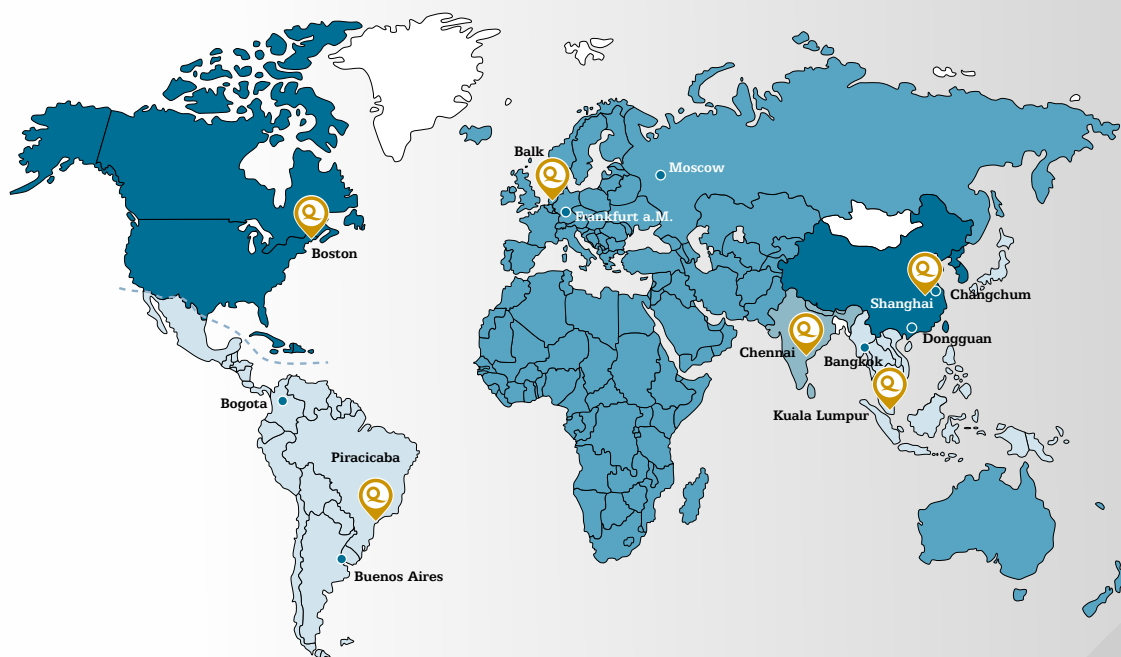 Balk
Moscow
Frankfurt a.M.
Boston
Shanghai
Changchum
Dongguan
Chennai
Bangkok
Kuala Lumpur
Bogota
Piracicaba
Buenos Aires